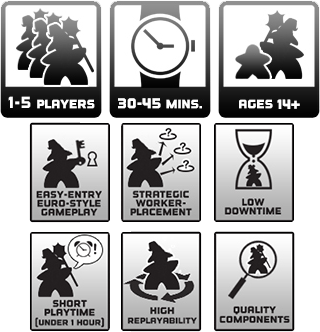 1-5 PLAYERS
30-45 MINS.
AGES 14+
EASY-ENTRY
EURO-STYLE
GAMEPLAY
STRATEGIC
WORKER-
PLACEMENT
LOW
DOWNTIME
SHORT
PLAYTIME
[UNDER 1 HOUR]
HIGH
REPLAYABILITY
QUALITY
COMPONENTS